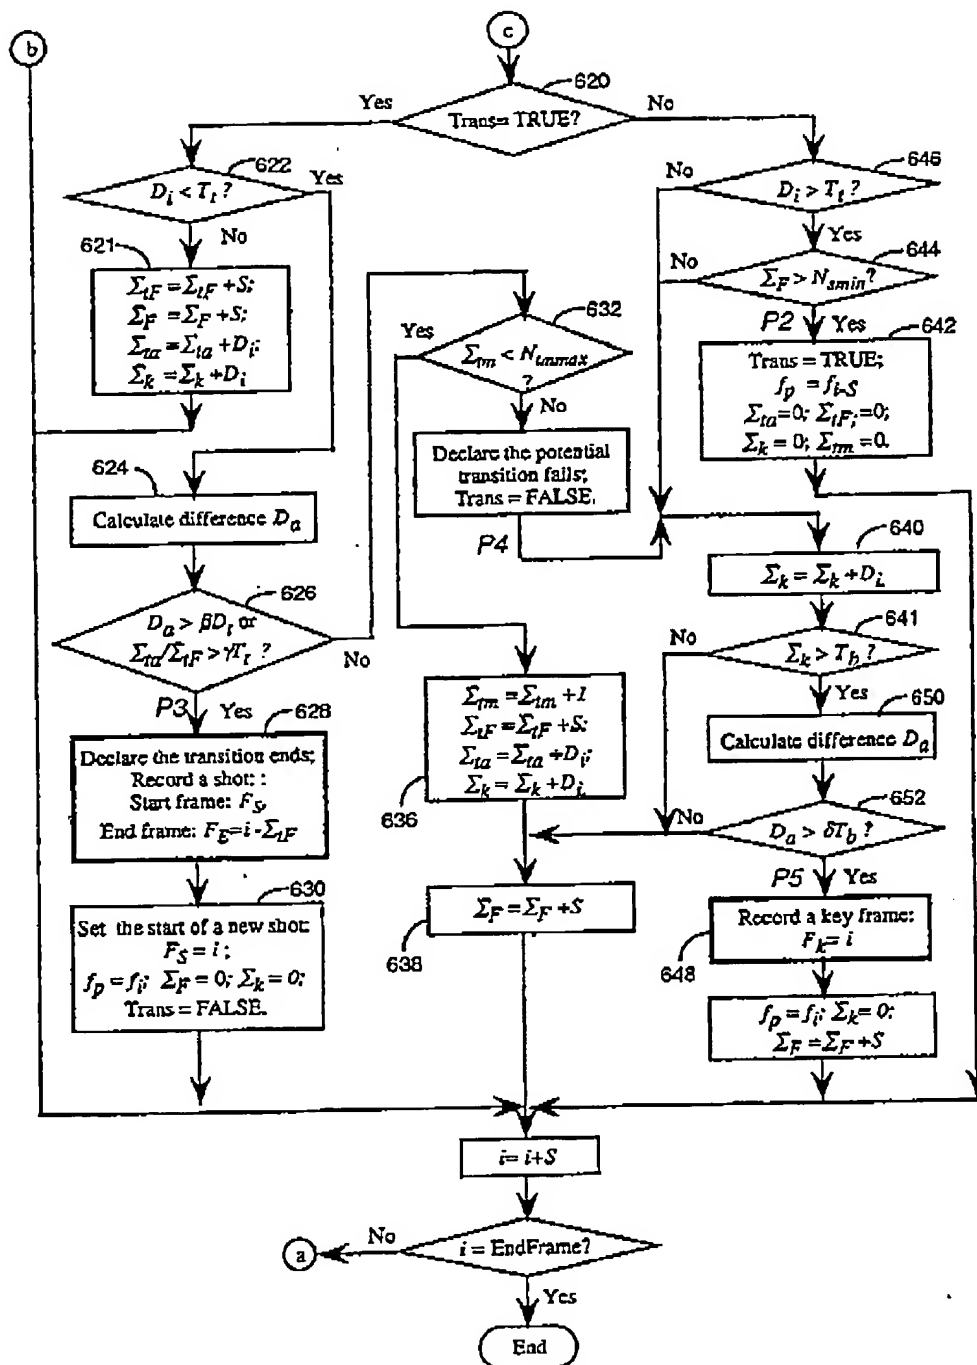 b
c
620
Yes
No
Trans= TRUE?
622
Yes
D_i < T_t ?
No
646
No
D_i > T_t ?
Yes
621
Σ_tF = Σ_tF + S;
Σ_F = Σ_F + S;
Σ_ta = Σ_ta + D_i;
Σ_k = Σ_k + D_i
644
No
Σ_F > N_smin?
P2 Yes
642
Trans = TRUE;
f_p = f_i-S
Σ_ta=0; Σ_tF;=0;
Σ_k = 0; Σ_tm = 0.
632
Yes
Σ_tm < N_tmmax
?
No
Declare the potential
transition fails;
Trans = FALSE.
P4
624
Calculate difference D_a
626
D_a > βD_t or
Σ_ta/Σ_tF > γT_t ?
No
P3 Yes
640
Σ_k = Σ_k + D_i.
641
No
Σ_k > T_b ?
Yes
650
Calculate difference D_a
652
No
D_a > δT_b ?
P5 Yes
628
Declare the transition ends;
Record a shot: :
Start frame: F_S,
End frame: F_E=i - Σ_tF
Σ_tm = Σ_tm + 1
Σ_tF = Σ_tF + S;
Σ_ta = Σ_ta + D_i;
Σ_k = Σ_k + D_i.
636
630
Set the start of a new shot:
F_S = i ;
f_p = f_i; Σ_F = 0; Σ_k = 0;
Trans = FALSE.
Σ_F = Σ_F + S
638
Record a key frame:
F_k = i
648
f_p = f_i; Σ_k = 0;
Σ_F = Σ_F + S
i= i+S
a
No
i = EndFrame?
Yes
End